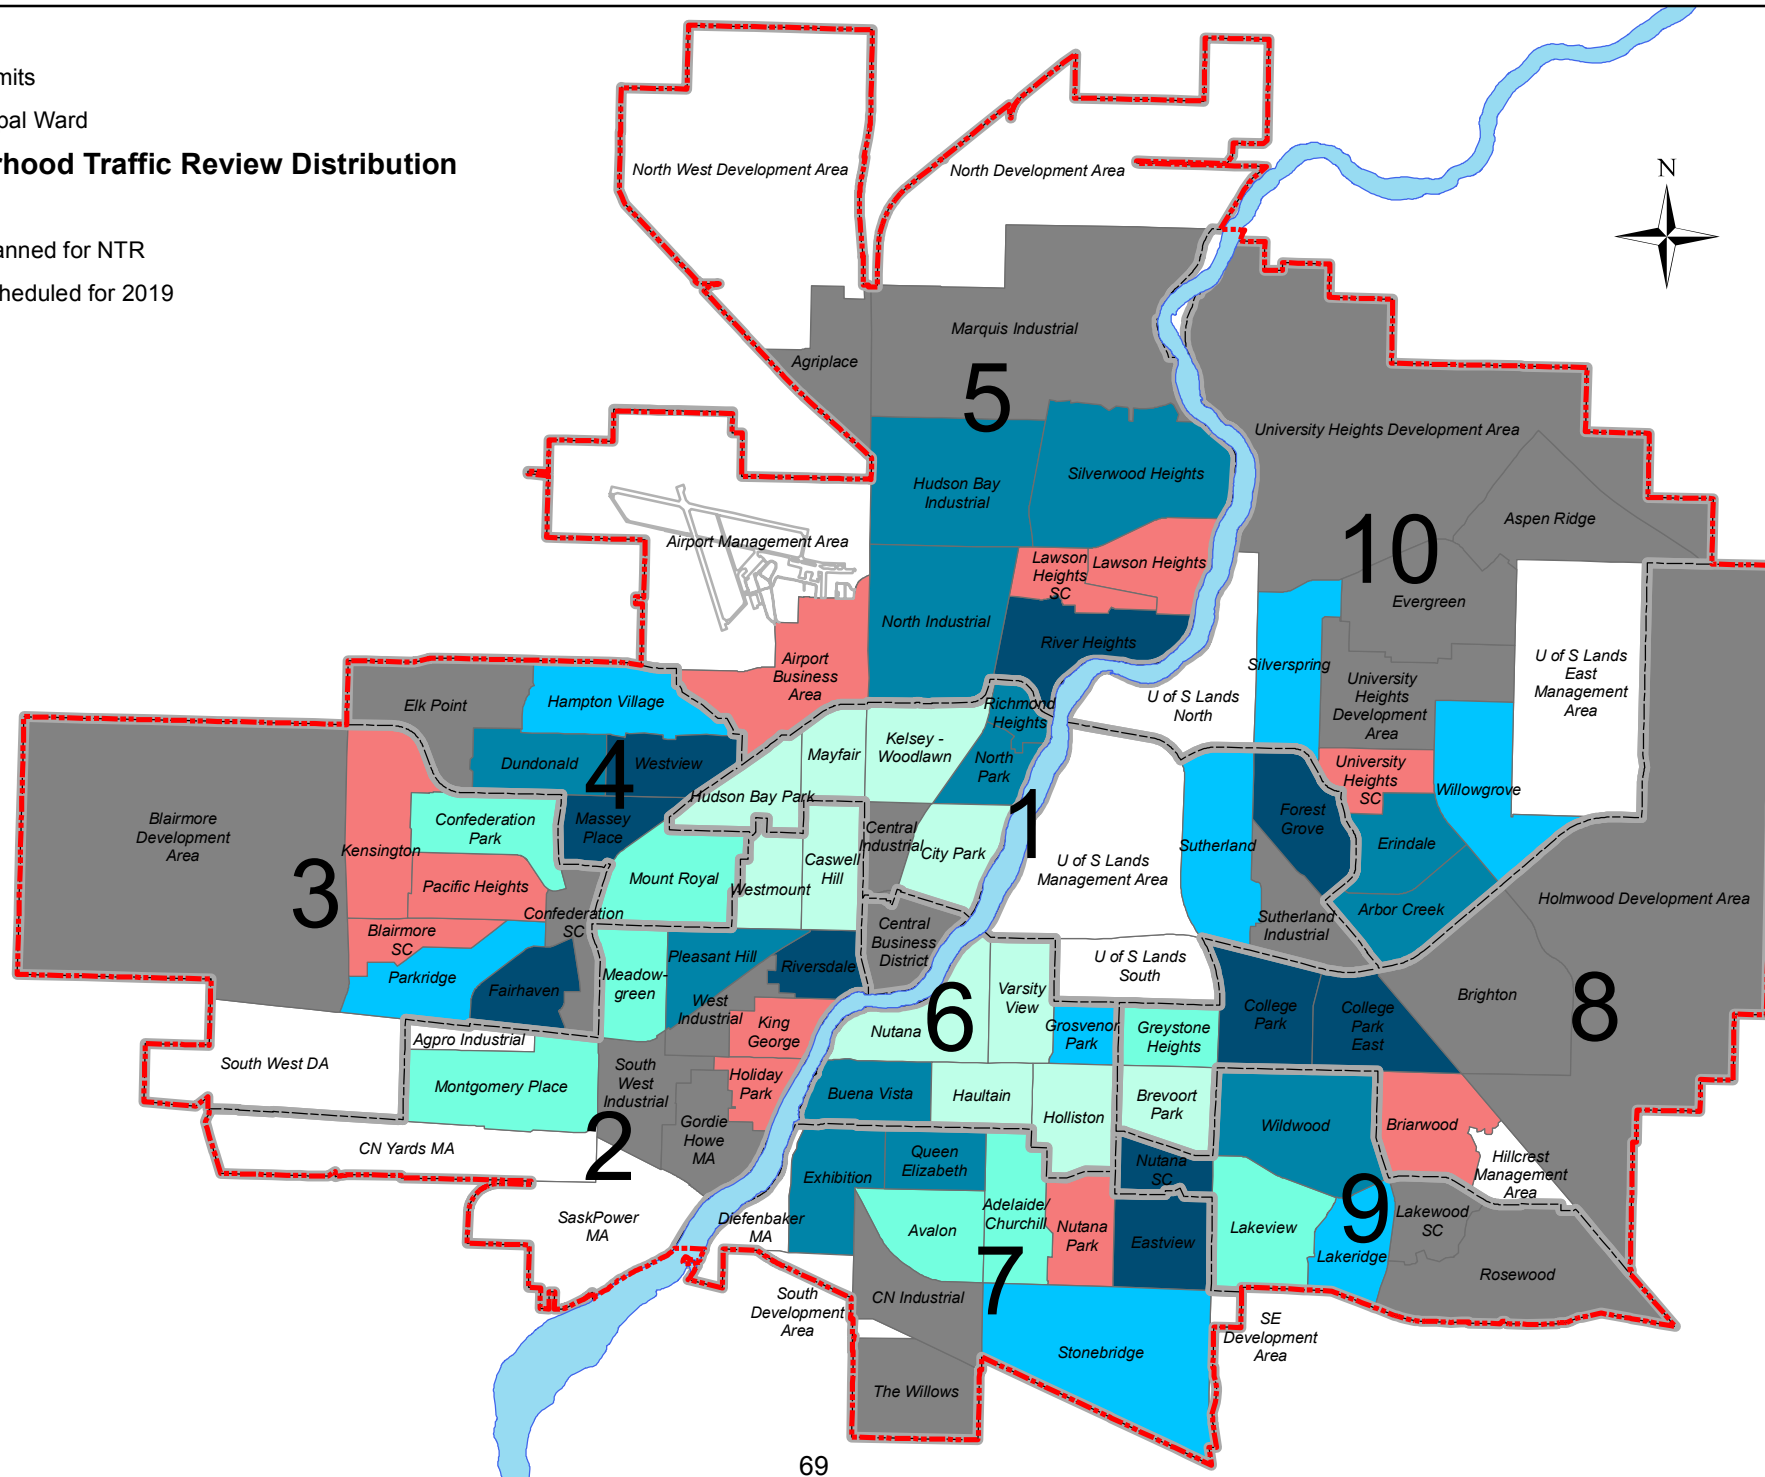 mits
pal Ward
rhood Traffic Review Distribution
anned for NTR
heduled for 2019
N
North West Development Area
North Development Area
Marquis Industrial
Agriplace
5
University Heights Development Area
Hudson Bay
Industrial
Silverwood Heights
Aspen Ridge
10
Airport Management Area
Lawson
Heights
SC
Lawson Heights
Evergreen
North Industrial
River Heights
Airport
Business
Area
Silverspring
U of S Lands
East
Management
Area
University
Heights
Development
Area
U of S Lands
North
Elk Point
Hampton Village
Richmond
Heights
Kelsey -
Woodlawn
Mayfair
North
Park
Dundonald
4
Westview
Hudson Bay Park
University
Heights
SC
Willowgrove
Blairmore
Development
Area
Confederation
Park
Massey
Place
Central
Industrial
1
City Park
Forest
Grove
Erindale
Sutherland
Kensington
Caswell
Hill
U of S Lands
Management Area
3
Pacific Heights
Mount Royal
Westmount
Holmwood Development Area
Confederation
SC
Arbor Creek
Sutherland
Industrial
Blairmore
SC
Central
Business
District
Parkridge
Fairhaven
Meadow-
green
Pleasant Hill
Riversdale
U of S Lands
South
Varsity
View
Brighton
8
West
Industrial
King
George
Nutana
6
Grosvenor
Park
Greystone
Heights
College
Park
College
Park
East
Agpro Industrial
South West DA
Montgomery Place
South
West
Industrial
Holiday
Park
Buena Vista
Haultain
Holliston
Brevoort
Park
Gordie
Howe
MA
2
CN Yards MA
Wildwood
Briarwood
Queen
Elizabeth
Exhibition
Nutana
SC
Hillcrest
Management
Area
SaskPower
MA
Diefenbaker
MA
Avalon
Adelaide/
Churchill
Nutana
Park
Eastview
Lakeview
9
Lakewood
SC
Lakeridge
7
Rosewood
South
Development
Area
CN Industrial
SE
Development
Area
Stonebridge
The Willows
69